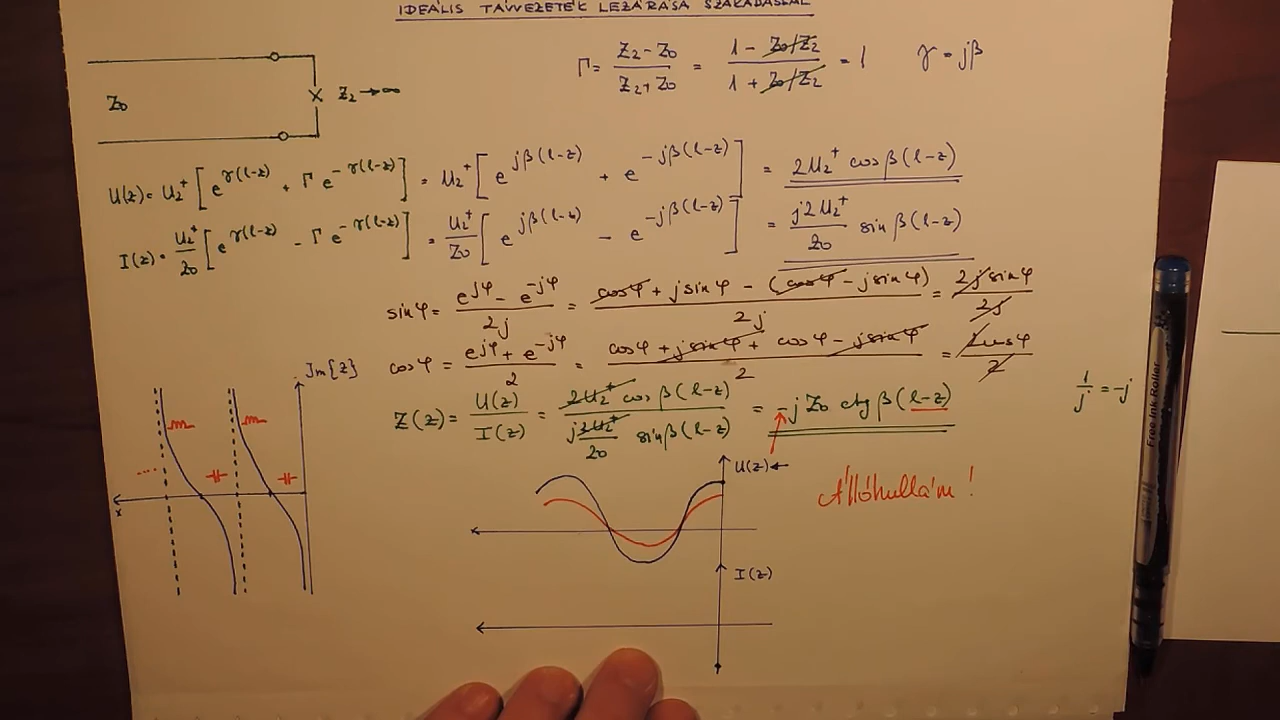 IDEÁLIS TÁVVEZETÉK LEZÁRÁSA SZAKADÁSSAL
Γ = (Z₂ - Z₀)/(Z₂ + Z₀) = (1 - Z₀/Z₂)/(1 + Z₀/Z₂) = 1 γ = jβ
Z₀ Z₂ → ∞
U(z) = U₂⁺ [e^γ(l-z) + Γ e^-γ(l-z)] = U₂⁺ [e^jβ(l-z) + e^-jβ(l-z)] = 2U₂⁺ cos β(l-z)
I(z) = U₂⁺/Z₀ [e^γ(l-z) - Γ e^-γ(l-z)] = U₂⁺/Z₀ [e^jβ(l-z) - e^-jβ(l-z)] = j2U₂⁺/Z₀ sin β(l-z)
sin φ = (e^jφ - e^-jφ)/2j = (cos φ + j sin φ - (cos φ - j sin φ))/2j = 2j sin φ/2j
cos φ = (e^jφ + e^-jφ)/2 = (cos φ + j sin φ + cos φ - j sin φ)/2 = 2 cos φ/2
Z(z) = U(z)/I(z) = 2U₂⁺ cos β(l-z)/(j2U₂⁺/Z₀ sin β(l-z)) = -j Z₀ ctg β(l-z)
1/j = -j
Im{z}
x
U(z)
Állóhullám!
x
I(z)
Free Ink Roller